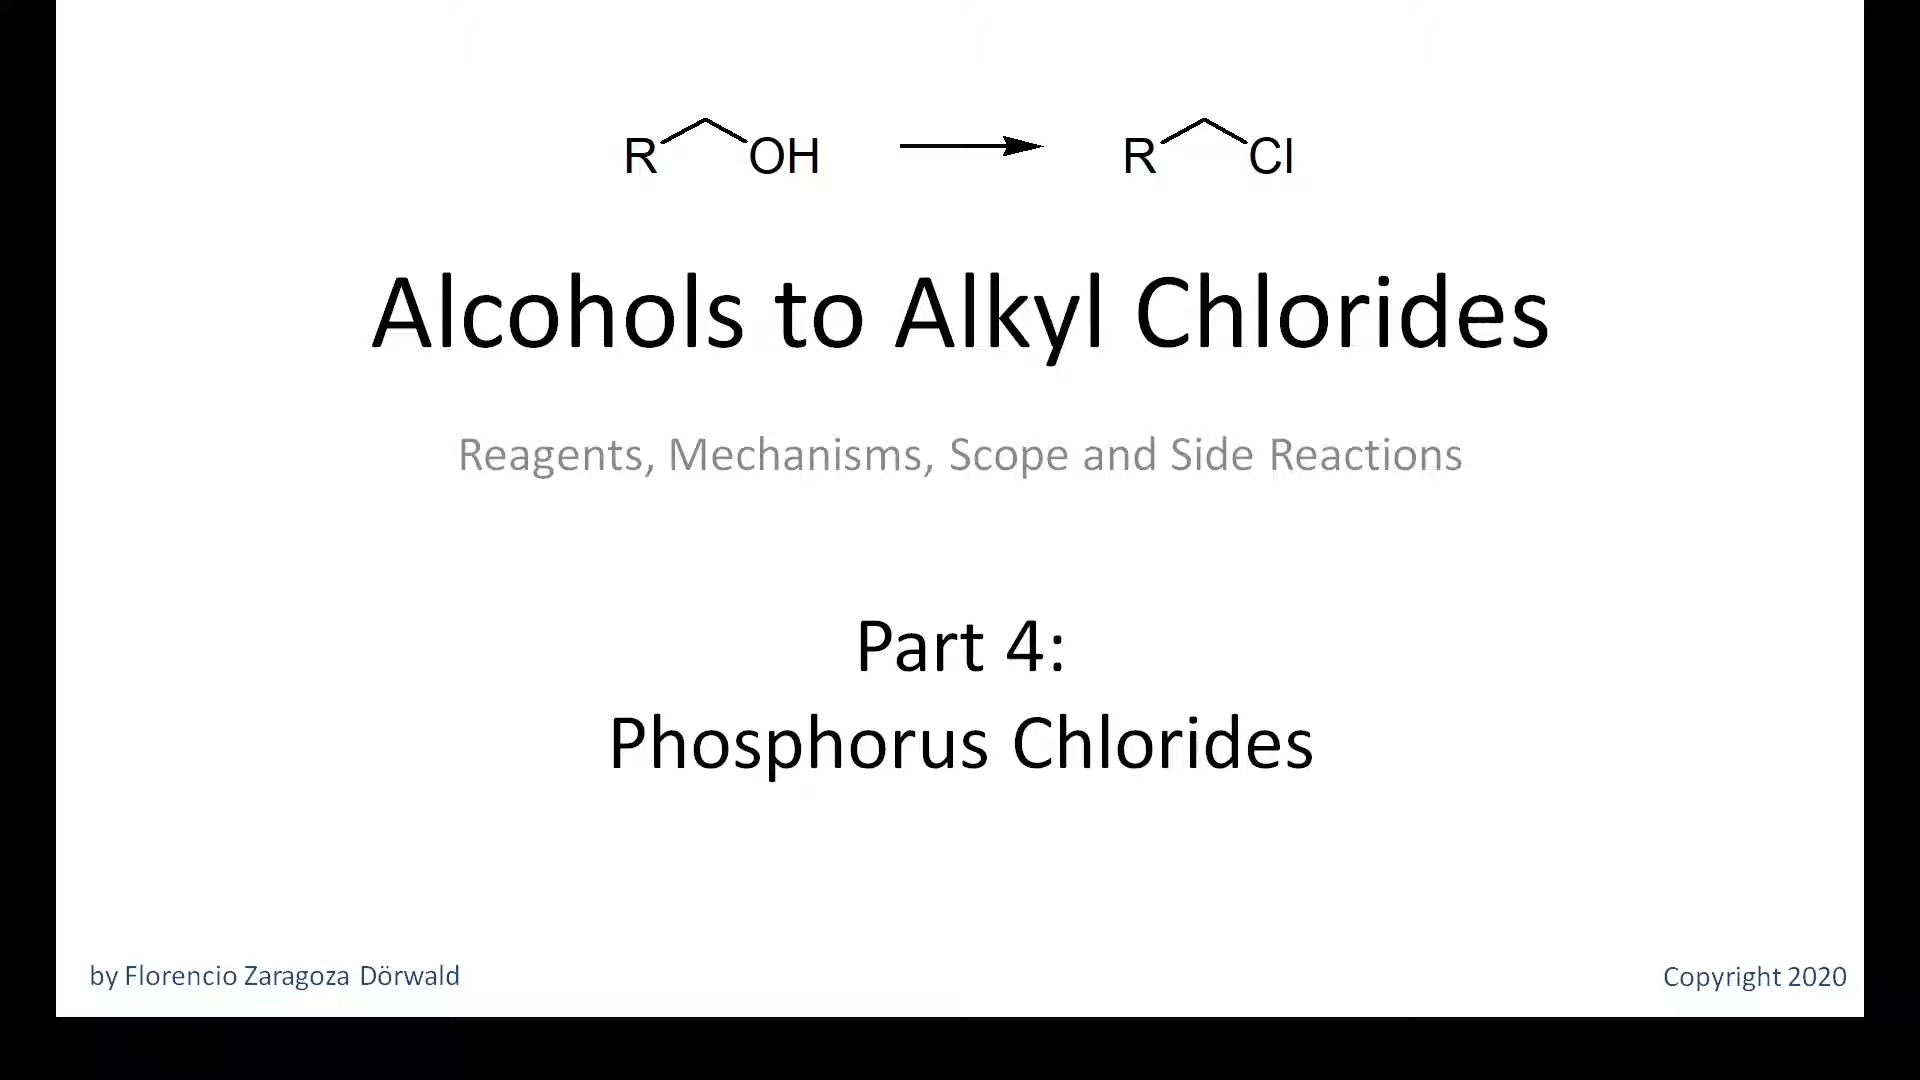 R OH R Cl
Alcohols to Alkyl Chlorides
Reagents, Mechanisms, Scope and Side Reactions
Part 4:
Phosphorus Chlorides
by Florencio Zaragoza Dörwald
Copyright 2020